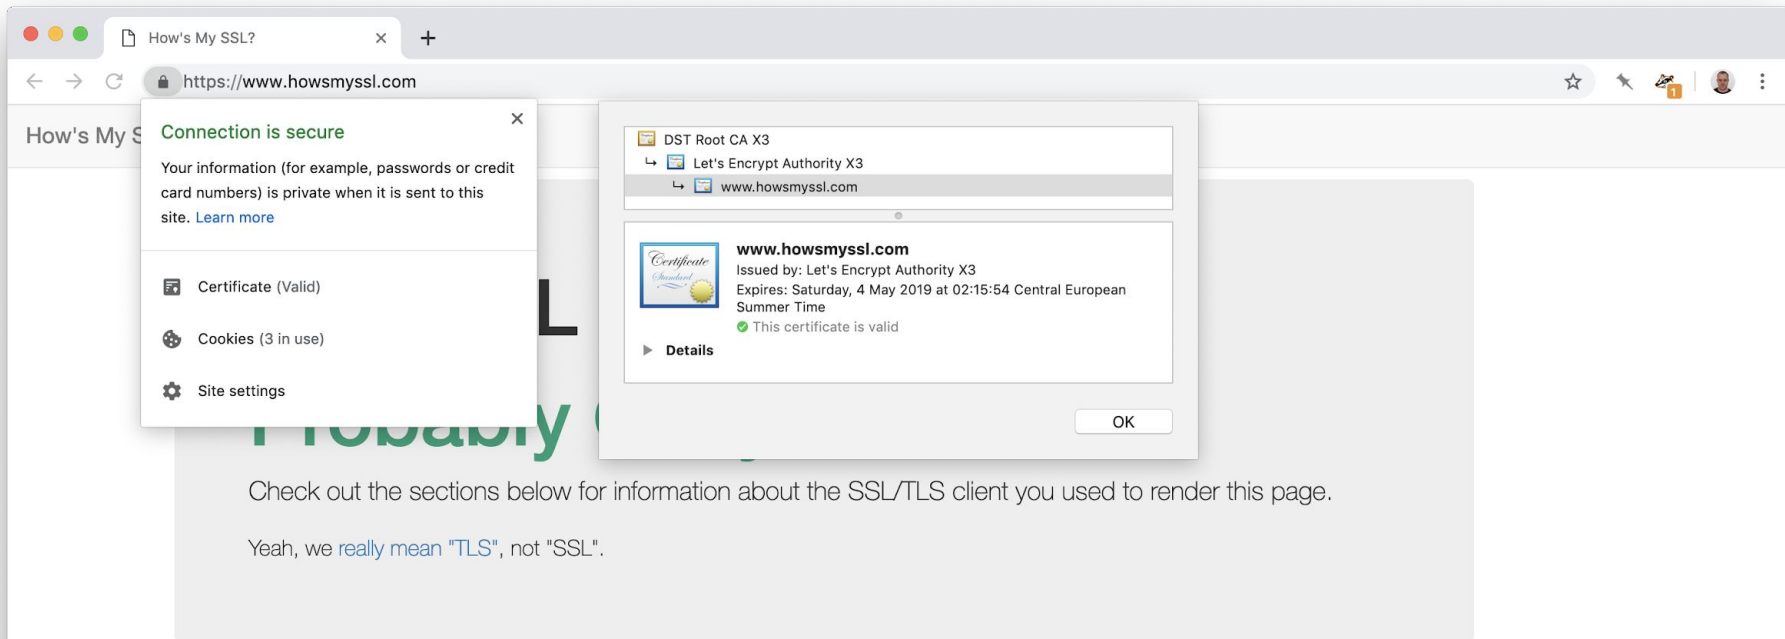 How's My SSL?
https://www.howsmyssl.com
1
How's My
Connection is secure
Your information (for example, passwords or credit
card numbers) is private when it is sent to this
site. Learn more
Certificate (Valid)
Cookies (3 in use)
Site settings
DST Root CA X3
Let's Encrypt Authority X3
www.howsmyssl.com
Certificate
Standard
www.howsmyssl.com
Issued by: Let's Encrypt Authority X3
Expires: Saturday, 4 May 2019 at 02:15:54 Central European
Summer Time
This certificate is valid
Details
OK
L
Probably
Check out the sections below for information about the SSL/TLS client you used to render this page.
Yeah, we really mean "TLS", not "SSL".